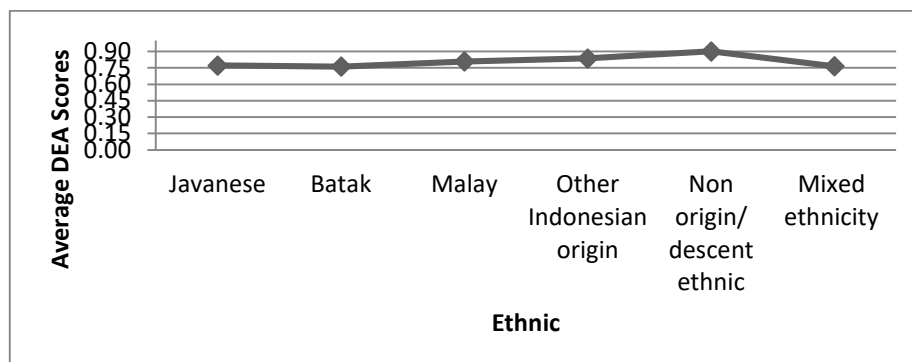 Average DEA Scores
0.90
0.75
0.60
0.45
0.30
0.15
0.00
Javanese
Batak
Malay
Other
Indonesian
origin
Non
origin/
descent
ethnic
Mixed
ethnicity
Ethnic